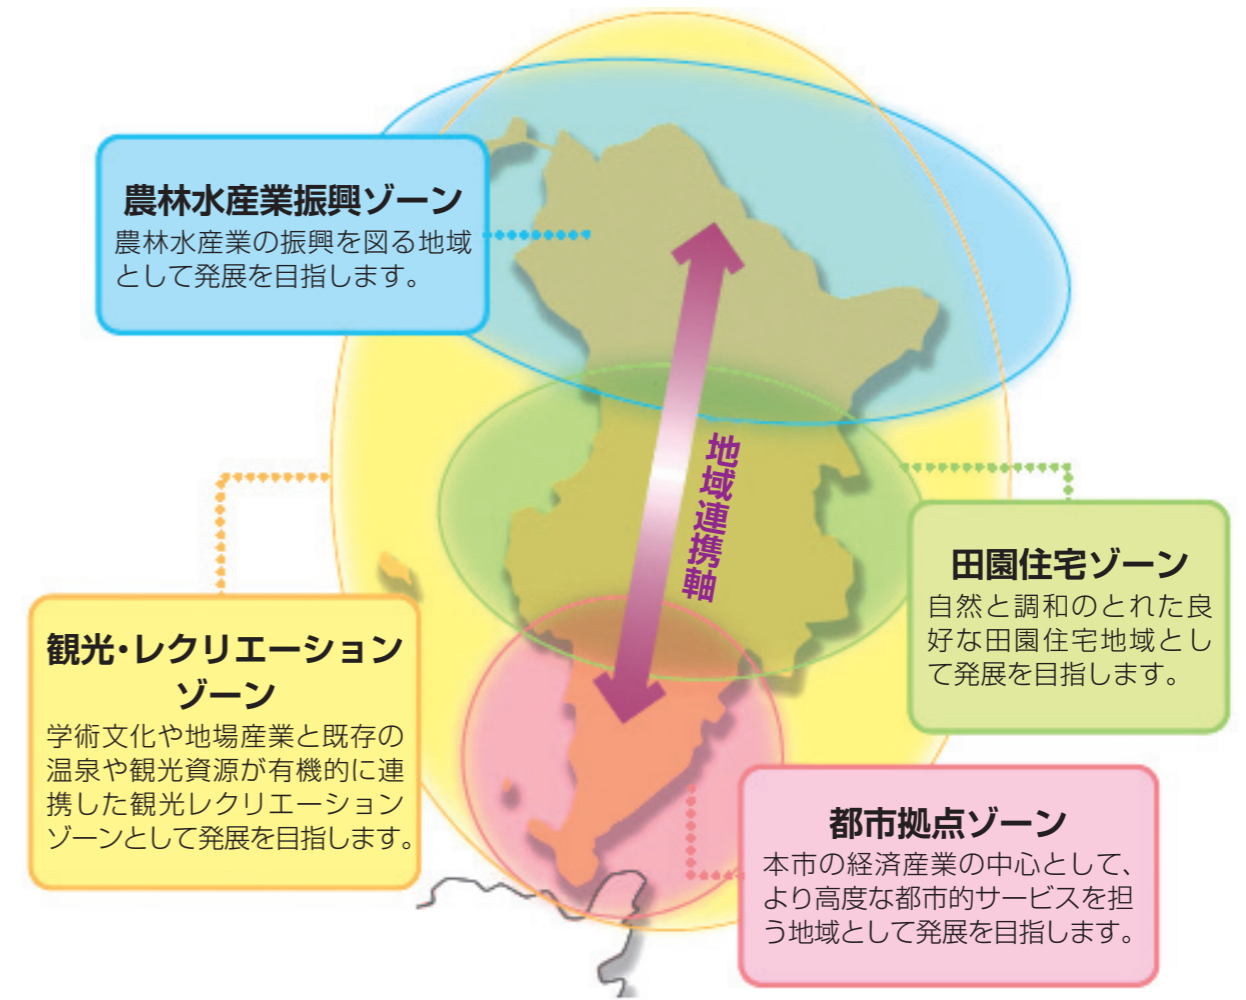 農林水産業振興ゾーン
農林水産業の振興を図る地域
として発展を目指します。
地域連携軸
田園住宅ゾーン
自然と調和のとれた良
好な田園住宅地域とし
て発展を目指します。
観光・レクリエーション
ゾーン
学術文化や地場産業と既存の
温泉や観光資源が有機的に連
携した観光レクリエーション
ゾーンとして発展を目指します。
都市拠点ゾーン
本市の経済産業の中心として、
より高度な都市的サービスを担
う地域として発展を目指します。